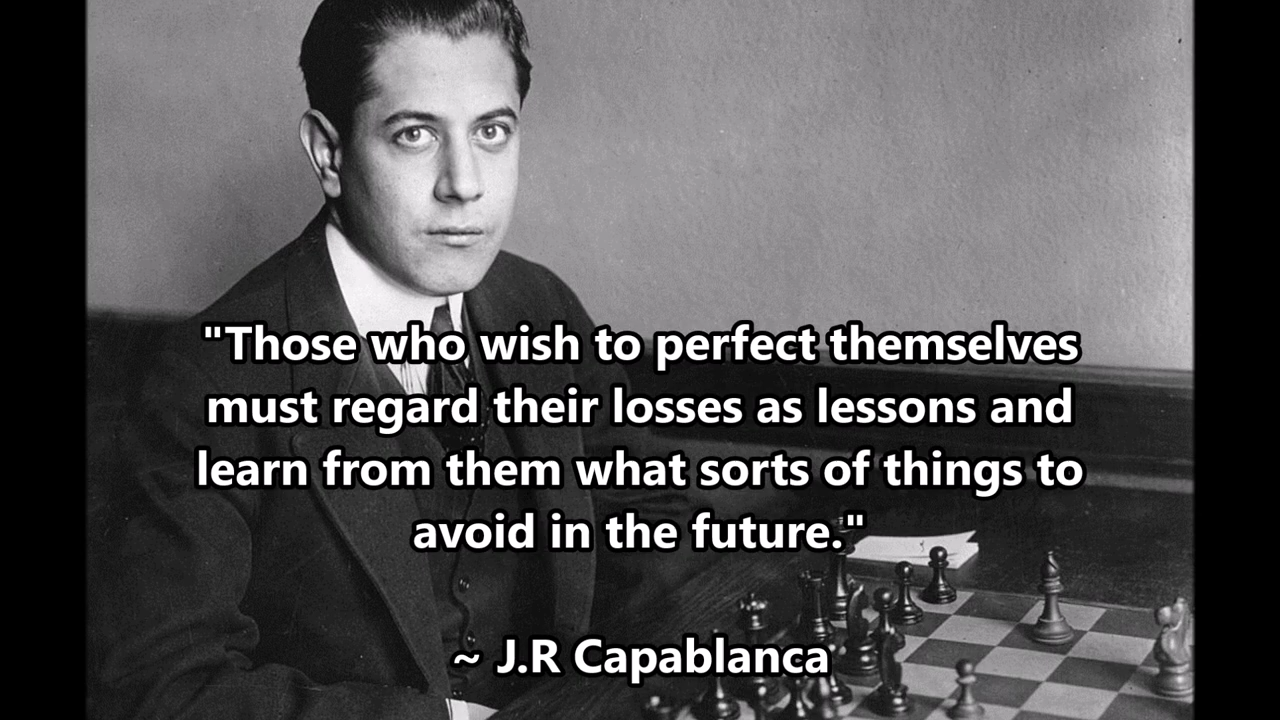 "Those who wish to perfect themselves
must regard their losses as lessons and
learn from them what sorts of things to
avoid in the future."
~ J.R Capablanca